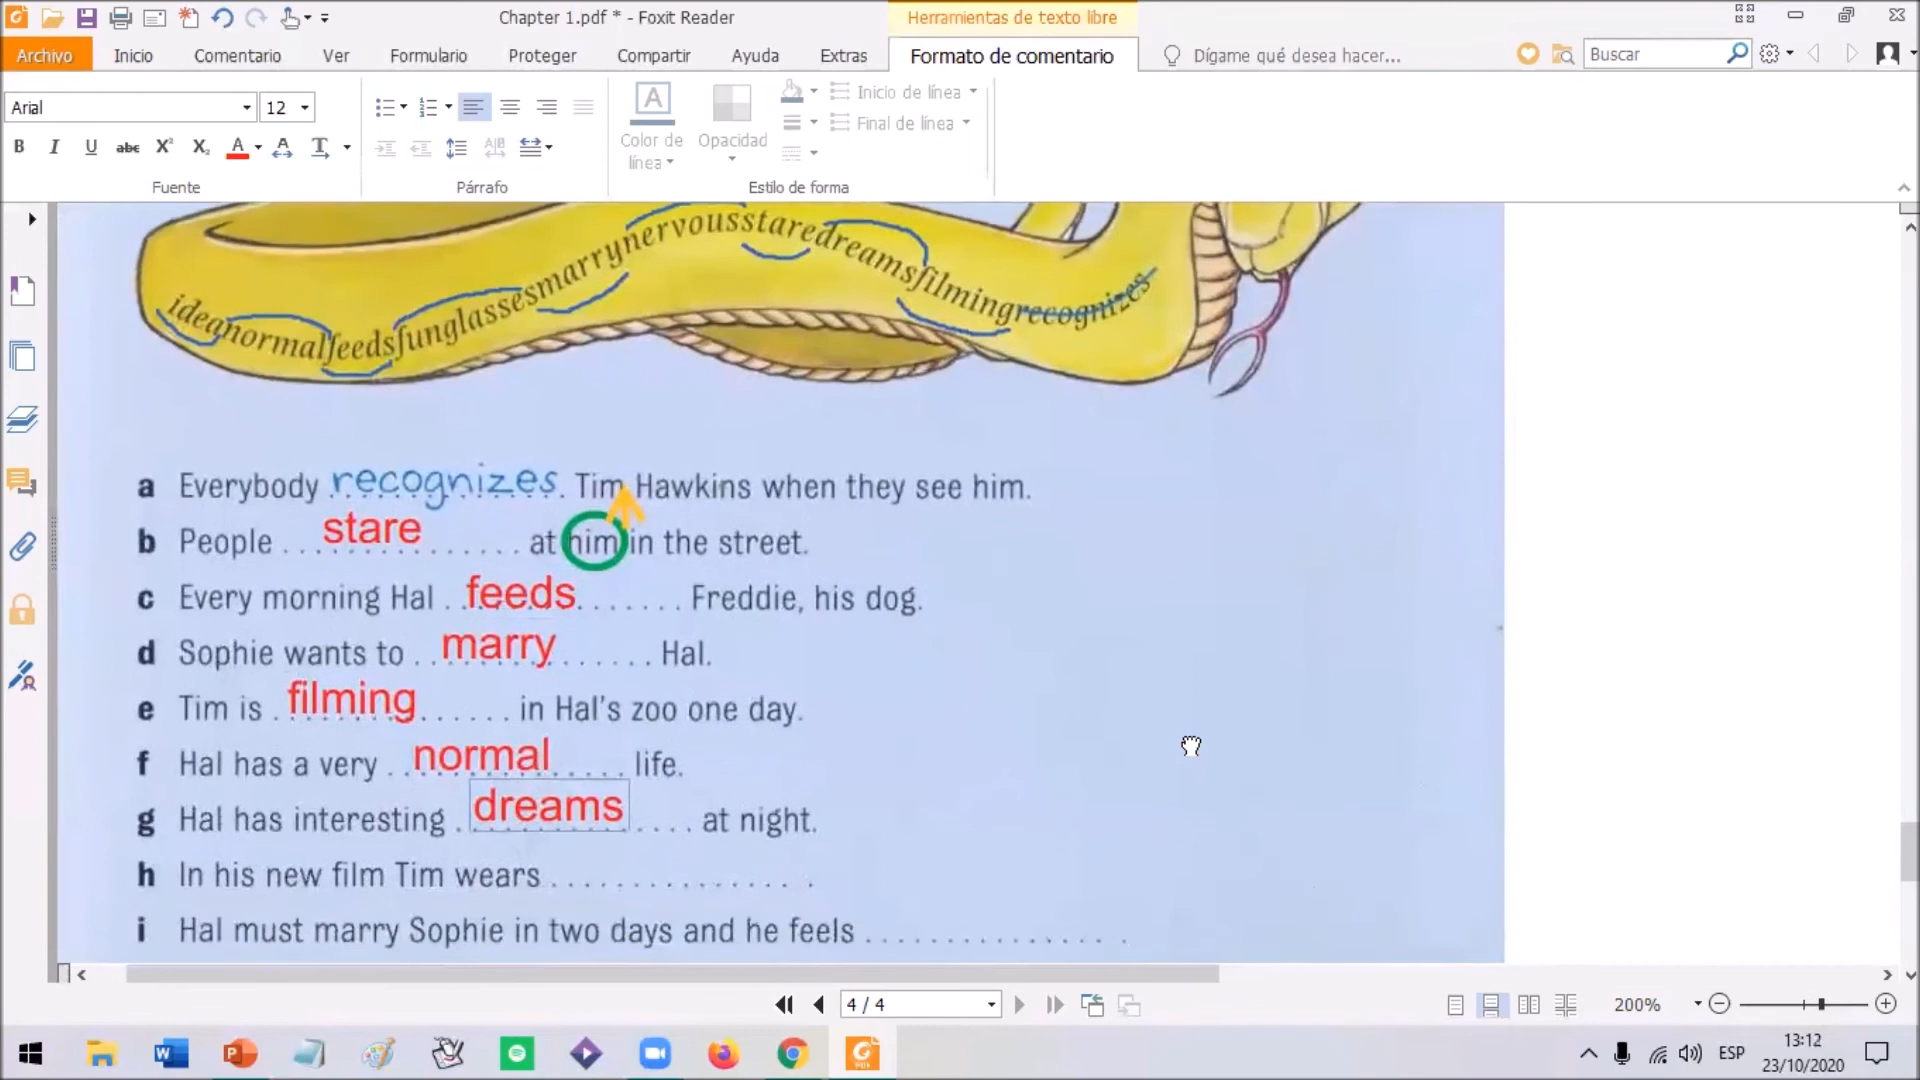 Chapter 1.pdf * - Foxit Reader
Herramientas de texto libre
Archivo Inicio Comentario Ver Formulario Proteger Compartir Ayuda Extras Formato de comentario Dígame qué desea hacer... Buscar
Arial 12
Inicio de línea
Final de línea
Color de línea
Opacidad
B I U abc X² X₂ A A T
Fuente Párrafo Estilo de forma
ideanormalfeedssunglassesmarrynervousstaredreamsfilmingrecognizes
a Everybody recognizes. Tim Hawkins when they see him.
b People stare at him in the street.
c Every morning Hal feeds Freddie, his dog.
d Sophie wants to marry Hal.
e Tim is filming in Hal's zoo one day.
f Hal has a very normal life.
g Hal has interesting dreams at night.
h In his new film Tim wears ................ .
i Hal must marry Sophie in two days and he feels ................ .
4 / 4 200%
13:12
ESP
23/10/2020